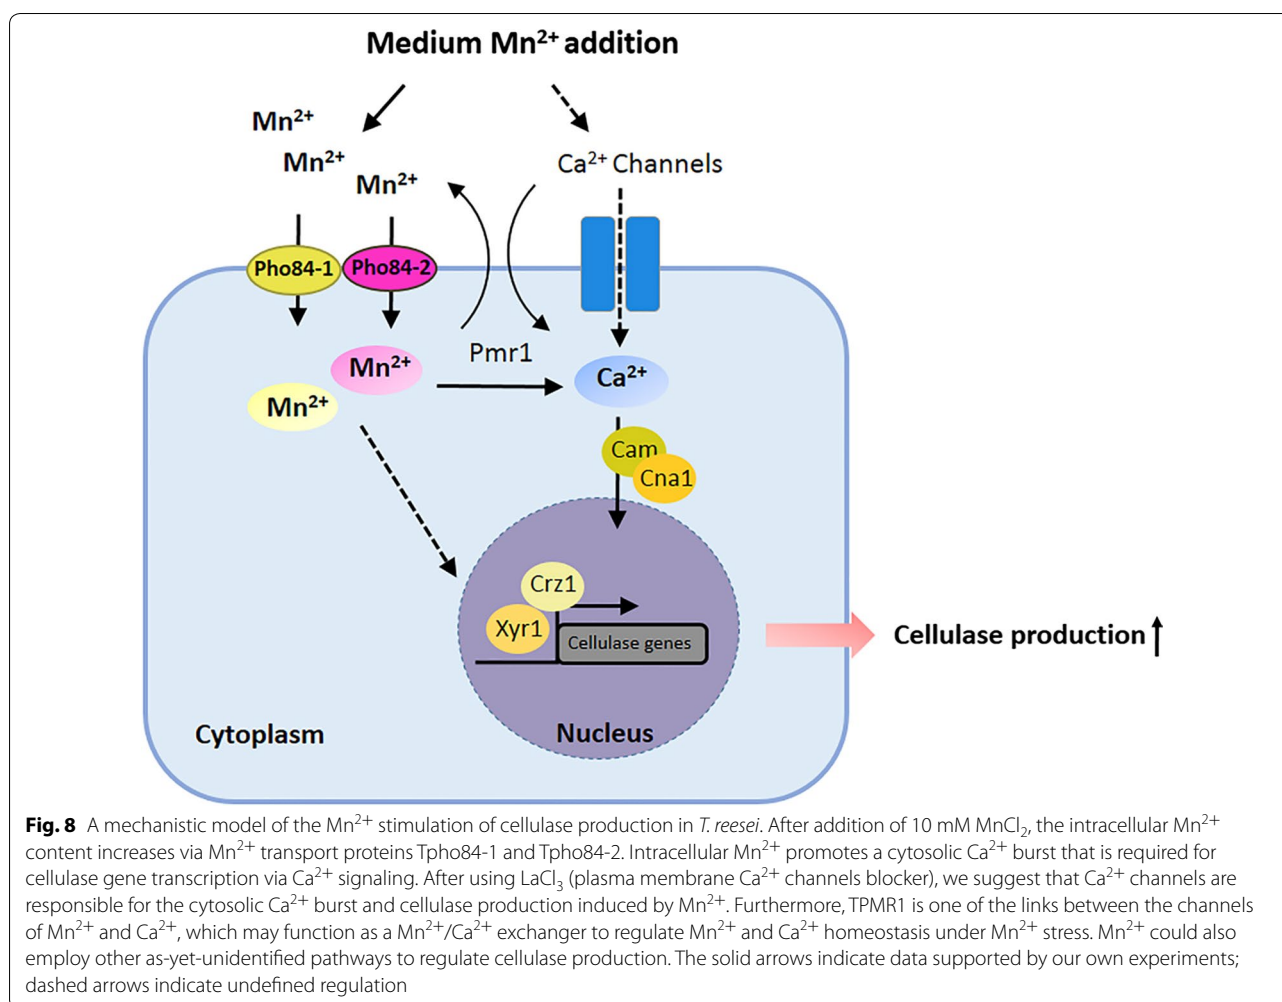 Medium Mn²⁺ addition
Mn²⁺
Mn²⁺
Mn²⁺
Ca²⁺ Channels
Pho84-1
Pho84-2
Pmr1
Mn²⁺
Mn²⁺
Ca²⁺
Cam
Cna1
Crz1
Xyr1
Cellulase genes
Cellulase production
Cytoplasm
Nucleus
Fig. 8 A mechanistic model of the Mn²⁺ stimulation of cellulase production in T. reesei. After addition of 10 mM MnCl₂, the intracellular Mn²⁺
content increases via Mn²⁺ transport proteins Tpho84-1 and Tpho84-2. Intracellular Mn²⁺ promotes a cytosolic Ca²⁺ burst that is required for
cellulase gene transcription via Ca²⁺ signaling. After using LaCl₃ (plasma membrane Ca²⁺ channels blocker), we suggest that Ca²⁺ channels are
responsible for the cytosolic Ca²⁺ burst and cellulase production induced by Mn²⁺. Furthermore, TPMR1 is one of the links between the channels
of Mn²⁺ and Ca²⁺, which may function as a Mn²⁺/Ca²⁺ exchanger to regulate Mn²⁺ and Ca²⁺ homeostasis under Mn²⁺ stress. Mn²⁺ could also
employ other as-yet-unidentified pathways to regulate cellulase production. The solid arrows indicate data supported by our own experiments;
dashed arrows indicate undefined regulation